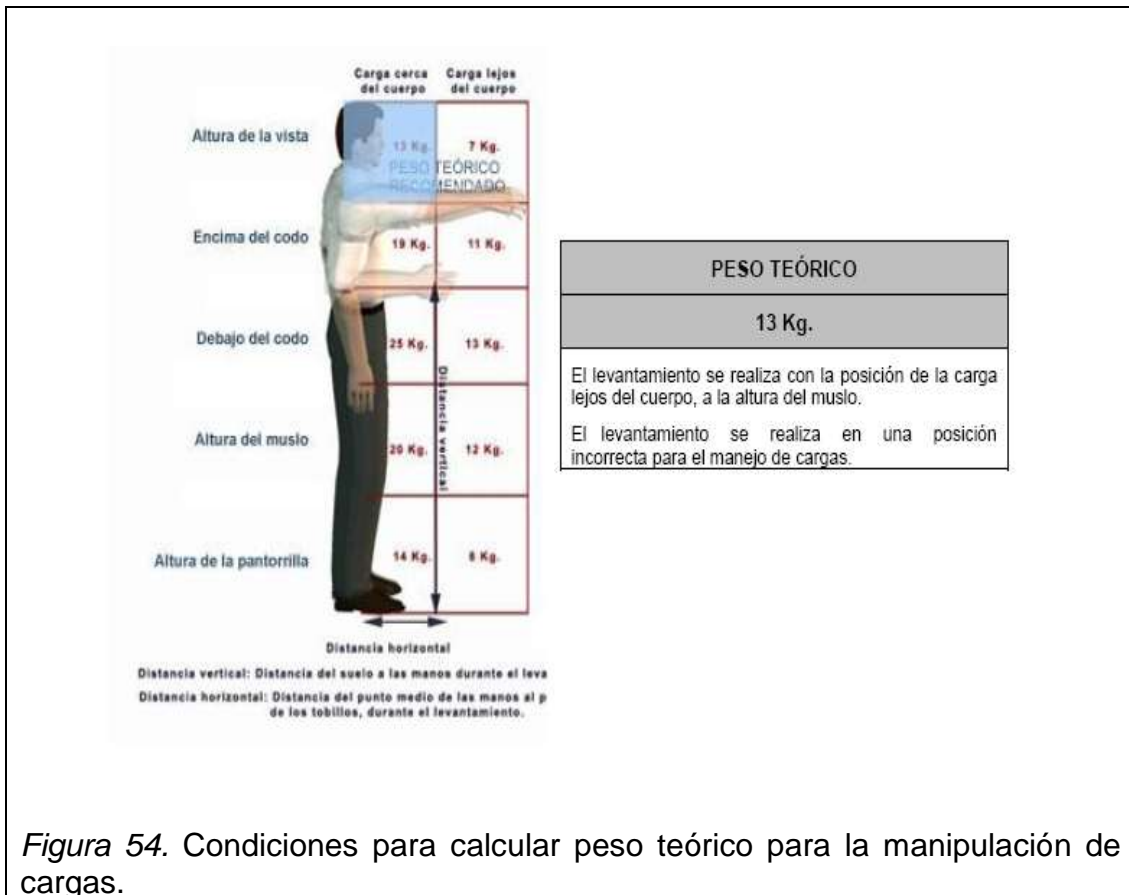 Carga cerca del cuerpo Carga lejos del cuerpo
Altura de la vista
13 Kg. 7 Kg.
PESO TEÓRICO
RECOMENDADO
Encima del codo
19 Kg. 11 Kg.
Debajo del codo
25 Kg. 13 Kg.
Distancia vertical
Altura del muslo
20 Kg. 12 Kg.
Altura de la pantorrilla
14 Kg. 8 Kg.
Distancia horizontal
Distancia vertical: Distancia del suelo a las manos durante el leva
Distancia horizontal: Distancia del punto medio de las manos al p
de los tobillos, durante el levantamiento.
PESO TEÓRICO
13 Kg.
El levantamiento se realiza con la posición de la carga
lejos del cuerpo, a la altura del muslo.
El levantamiento se realiza en una posición
incorrecta para el manejo de cargas.
Figura 54. Condiciones para calcular peso teórico para la manipulación de
cargas.